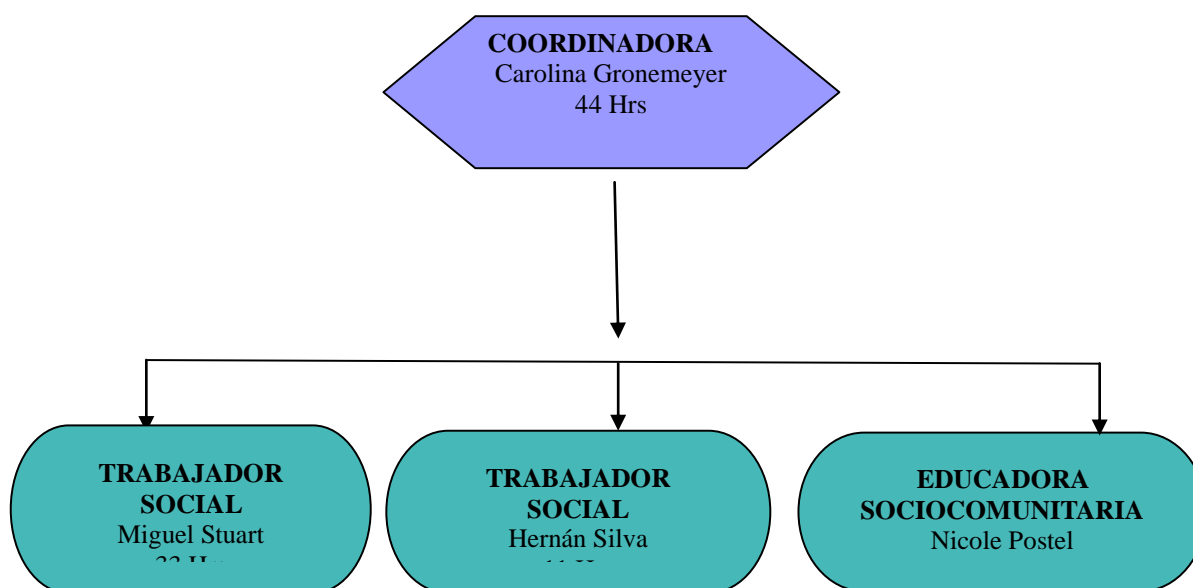 COORDINADORA
Carolina Gronemeyer
44 Hrs
TRABAJADOR
SOCIAL
Miguel Stuart
TRABAJADOR
SOCIAL
Hernán Silva
EDUCADORA
SOCIOCOMUNITARIA
Nicole Postel